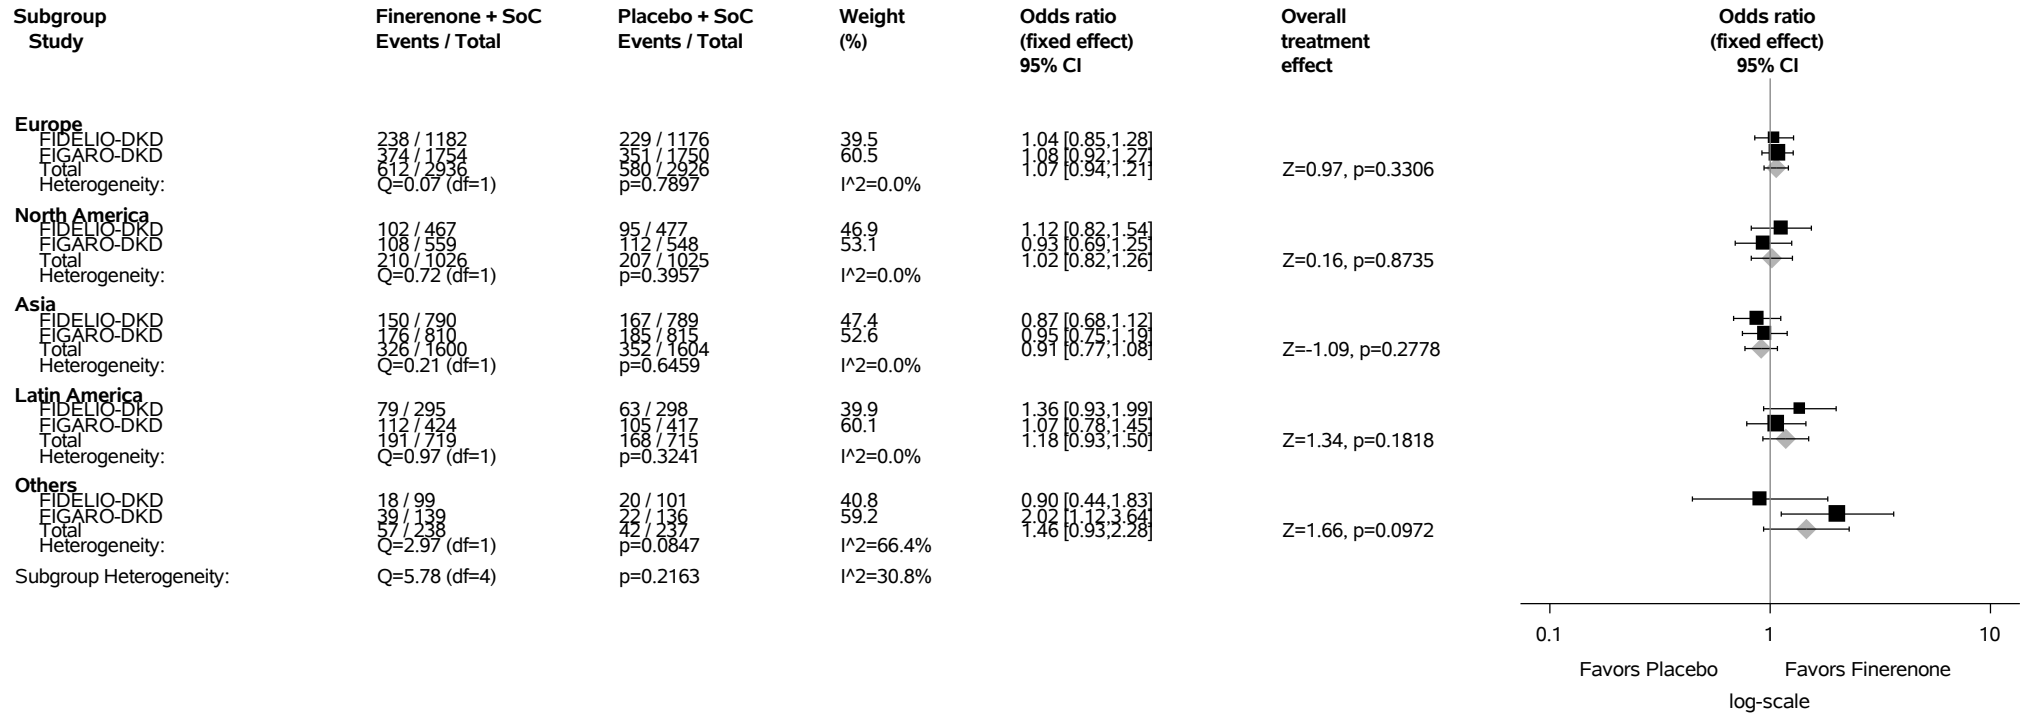 Subgroup Finerenone + SoC Placebo + SoC Weight Odds ratio Overall Odds ratio
Study Events / Total Events / Total (%) (fixed effect) treatment (fixed effect)
95% CI effect 95% CI
Europe
FIDELIO-DKD 238 / 1182 229 / 1176 39.5 1.04 [0.85,1.28]
FIGARO-DKD 374 / 1754 351 / 1750 60.5 1.08 [0.92,1.27]
Total 612 / 2936 580 / 2926 1.07 [0.94,1.21] Z=0.97, p=0.3306
Heterogeneity: Q=0.07 (df=1) p=0.7897 I^2=0.0%
North America
FIDELIO-DKD 102 / 467 95 / 477 46.9 1.12 [0.82,1.54]
FIGARO-DKD 108 / 559 112 / 548 53.1 0.93 [0.69,1.25]
Total 210 / 1026 207 / 1025 1.02 [0.82,1.26] Z=0.16, p=0.8735
Heterogeneity: Q=0.72 (df=1) p=0.3957 I^2=0.0%
Asia
FIDELIO-DKD 150 / 790 167 / 789 47.4 0.87 [0.68,1.12]
FIGARO-DKD 176 / 810 185 / 815 52.6 0.95 [0.75,1.19]
Total 326 / 1600 352 / 1604 0.91 [0.77,1.08] Z=-1.09, p=0.2778
Heterogeneity: Q=0.21 (df=1) p=0.6459 I^2=0.0%
Latin America
FIDELIO-DKD 79 / 295 63 / 298 39.9 1.36 [0.93,1.99]
FIGARO-DKD 112 / 424 105 / 417 60.1 1.07 [0.78,1.45]
Total 191 / 719 168 / 715 1.18 [0.93,1.50] Z=1.34, p=0.1818
Heterogeneity: Q=0.97 (df=1) p=0.3241 I^2=0.0%
Others
FIDELIO-DKD 18 / 99 20 / 101 40.8 0.90 [0.44,1.83]
FIGARO-DKD 39 / 139 22 / 136 59.2 2.02 [1.12,3.64]
Total 57 / 238 42 / 237 1.46 [0.93,2.28] Z=1.66, p=0.0972
Heterogeneity: Q=2.97 (df=1) p=0.0847 I^2=66.4%
Subgroup Heterogeneity: Q=5.78 (df=4) p=0.2163 I^2=30.8%
0.1 1 10
Favors Placebo Favors Finerenone
log-scale